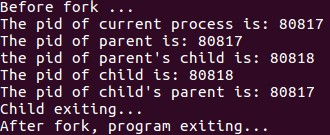 Before fork ...
The pid of current process is: 80817
The pid of parent is: 80817
the pid of parent's child is: 80818
The pid of child is: 80818
The pid of child's parent is: 80817
Child exiting...
After fork, program exiting...